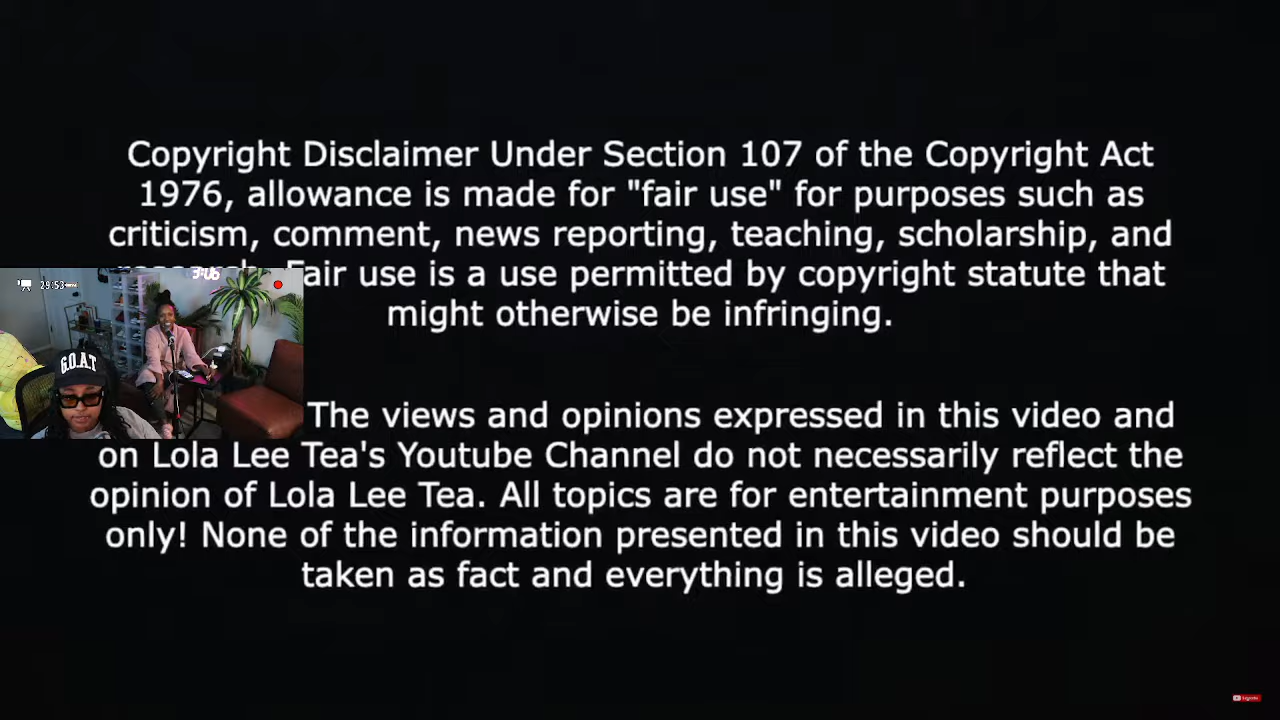 Copyright Disclaimer Under Section 107 of the Copyright Act
1976, allowance is made for "fair use" for purposes such as
criticism, comment, news reporting, teaching, scholarship, and
Fair use is a use permitted by copyright statute that
might otherwise be infringing.
3:06
29:53
G.O.A.T
The views and opinions expressed in this video and
on Lola Lee Tea's Youtube Channel do not necessarily reflect the
opinion of Lola Lee Tea. All topics are for entertainment purposes
only! None of the information presented in this video should be
taken as fact and everything is alleged.